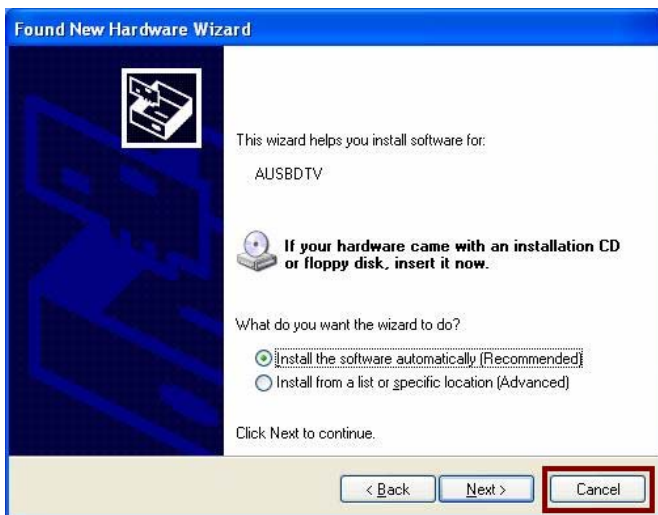 Found New Hardware Wizard
This wizard helps you install software for:
AUSBDTV
If your hardware came with an installation CD
or floppy disk, insert it now.
What do you want the wizard to do?
Install the software automatically (Recommended)
Install from a list or specific location (Advanced)
Click Next to continue.
< Back Next > Cancel